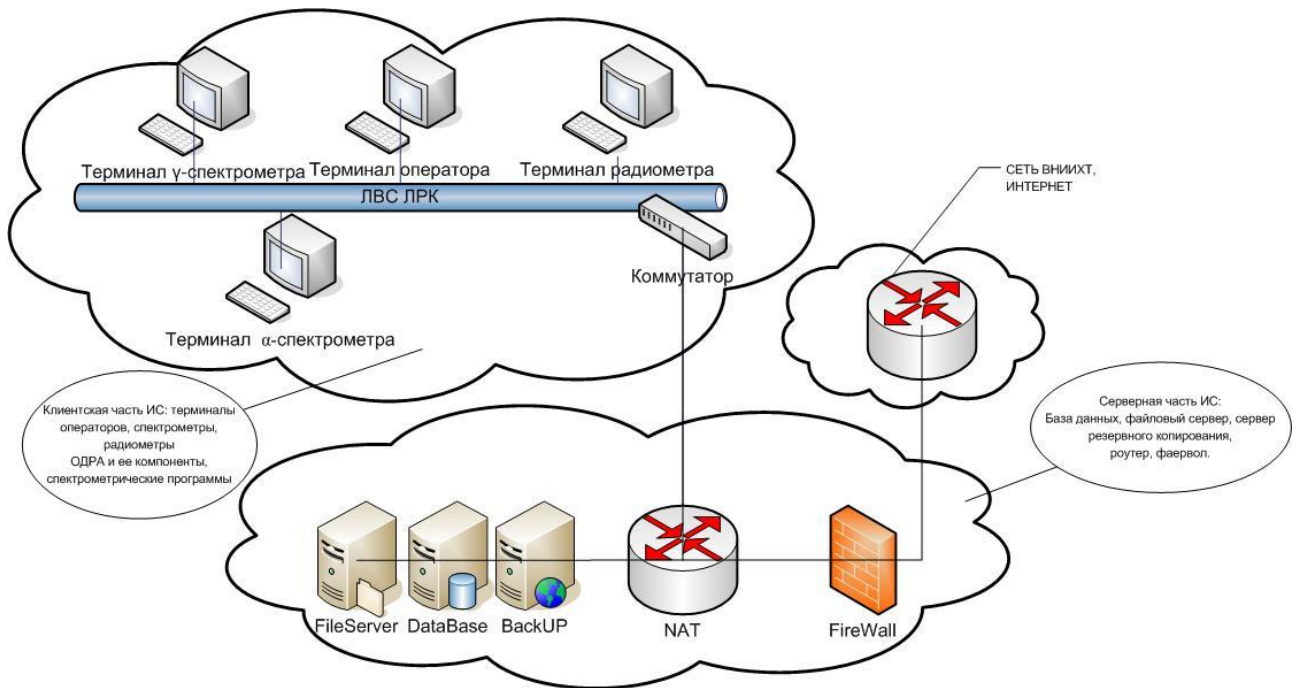 Терминал γ-спектрометра
Терминал оператора
Терминал радиометра
ЛВС ЛРК
Коммутатор
Терминал α-спектрометра
СЕТЬ ВНИИХТ,
ИНТЕРНЕТ
Клиентская часть ИС: терминалы
операторов, спектрометры,
радиометры
ОДРА и ее компоненты,
спектрометрические программы
Серверная часть ИС:
База данных, файловый сервер, сервер
резервного копирования,
роутер, фаервол.
FileServer
DataBase
BackUP
NAT
FireWall